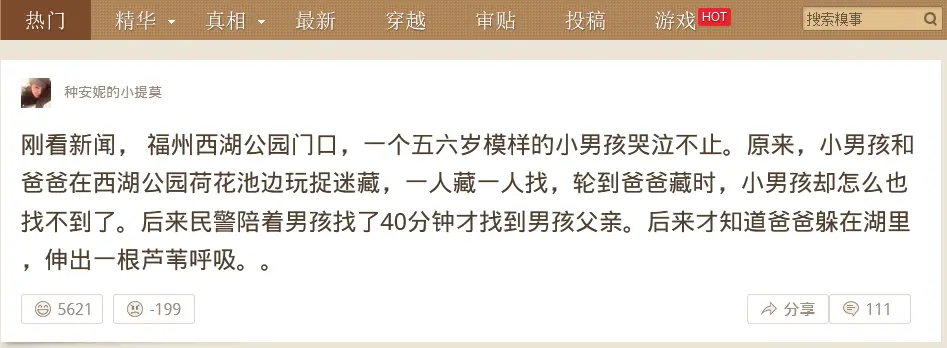 热门 精华 真相 最新 穿越 审贴 投稿 游戏 HOT 搜索糗事
种安妮的小提莫
刚看新闻， 福州西湖公园门口，一个五六岁模样的小男孩哭泣不止。原来，小男孩和
爸爸在西湖公园荷花池边玩捉迷藏，一人藏一人找，轮到爸爸藏时，小男孩却怎么也
找不到了。后来民警陪着男孩找了40分钟才找到男孩父亲。后来才知道爸爸躲在湖里
，伸出一根芦苇呼吸。。
5621 -199 分享 111